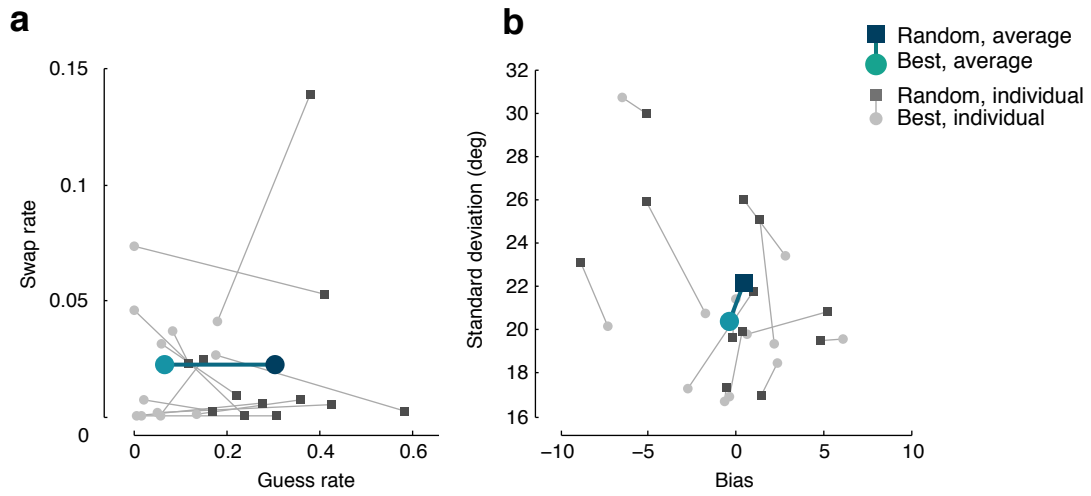 a
Swap rate
0.15
0.1
0.05
0
0
0.2
0.4
0.6
Guess rate
b
Standard deviation (deg)
32
30
28
26
24
22
20
18
16
−10
−5
0
5
10
Bias
Random, average
Best, average
Random, individual
Best, individual